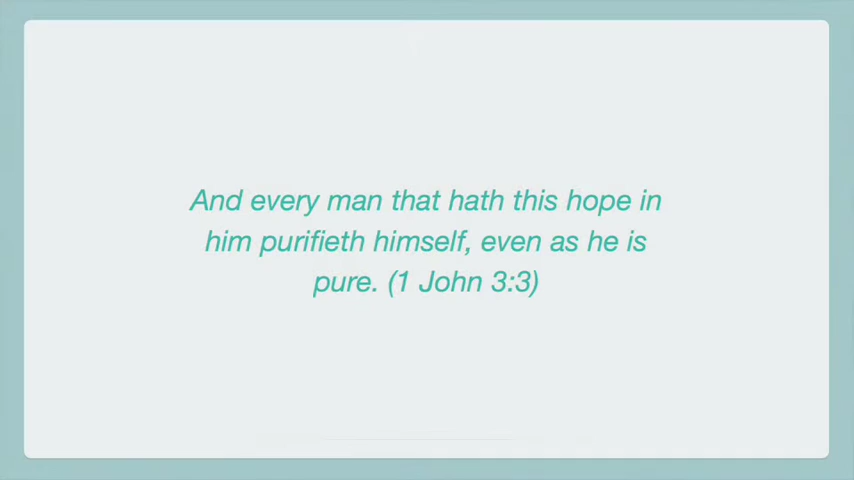 And every man that hath this hope in
him purifieth himself, even as he is
pure. (1 John 3:3)